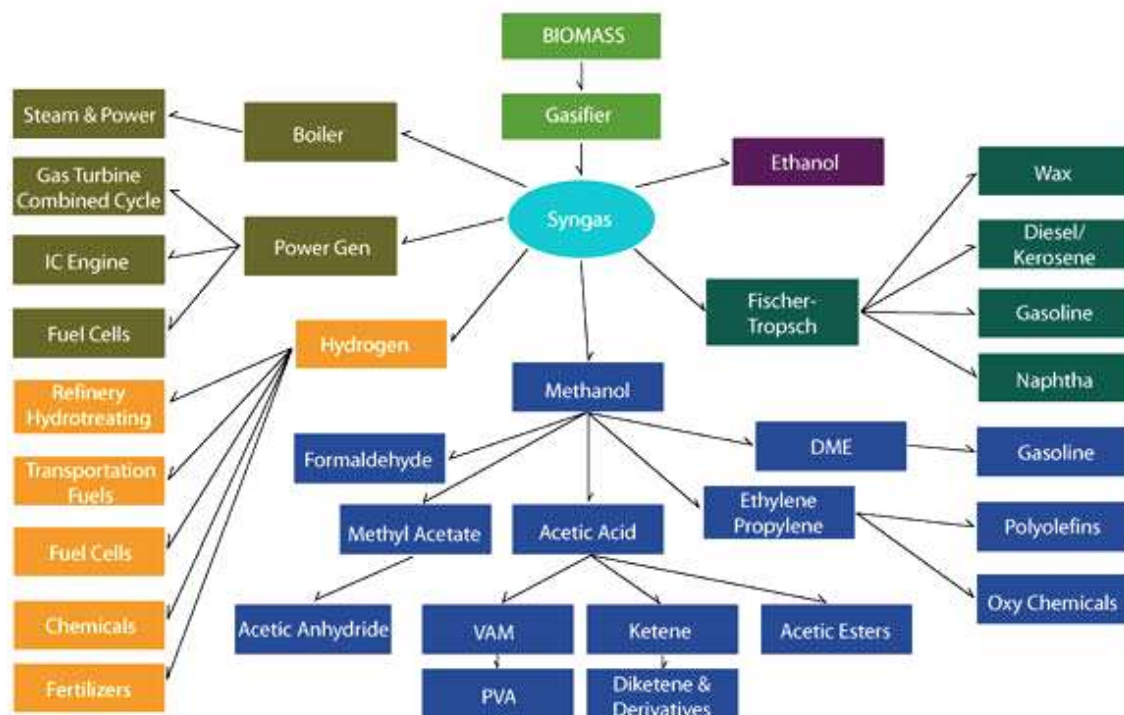 BIOMASS
Gasifier
Syngas
Steam & Power
Boiler
Ethanol
Gas Turbine
Combined Cycle
Power Gen
IC Engine
Fuel Cells
Wax
Diesel/
Kerosene
Fischer-
Tropsch
Gasoline
Naphtha
Hydrogen
Refinery
Hydrotreating
Transportation
Fuels
Fuel Cells
Chemicals
Fertilizers
Methanol
Formaldehyde
DME
Gasoline
Methyl Acetate
Acetic Acid
Ethylene
Propylene
Polyolefins
Oxy Chemicals
Acetic Anhydride
VAM
Ketene
Acetic Esters
PVA
Diketene &
Derivatives